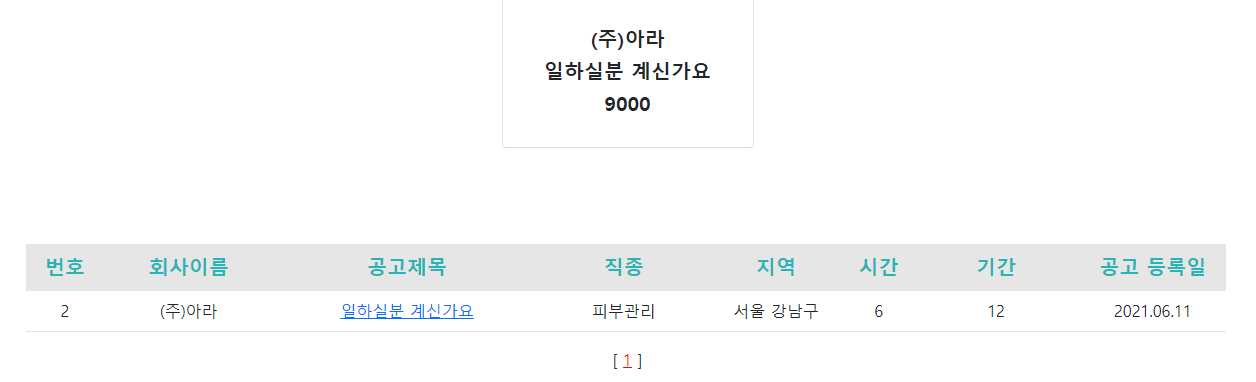 (주)아라
일하실분 계신가요
9000
번호 회사이름 공고제목 직종 지역 시간 기간 공고 등록일
2 (주)아라 일하실분 계신가요 피부관리 서울 강남구 6 12 2021.06.11
[ 1 ]